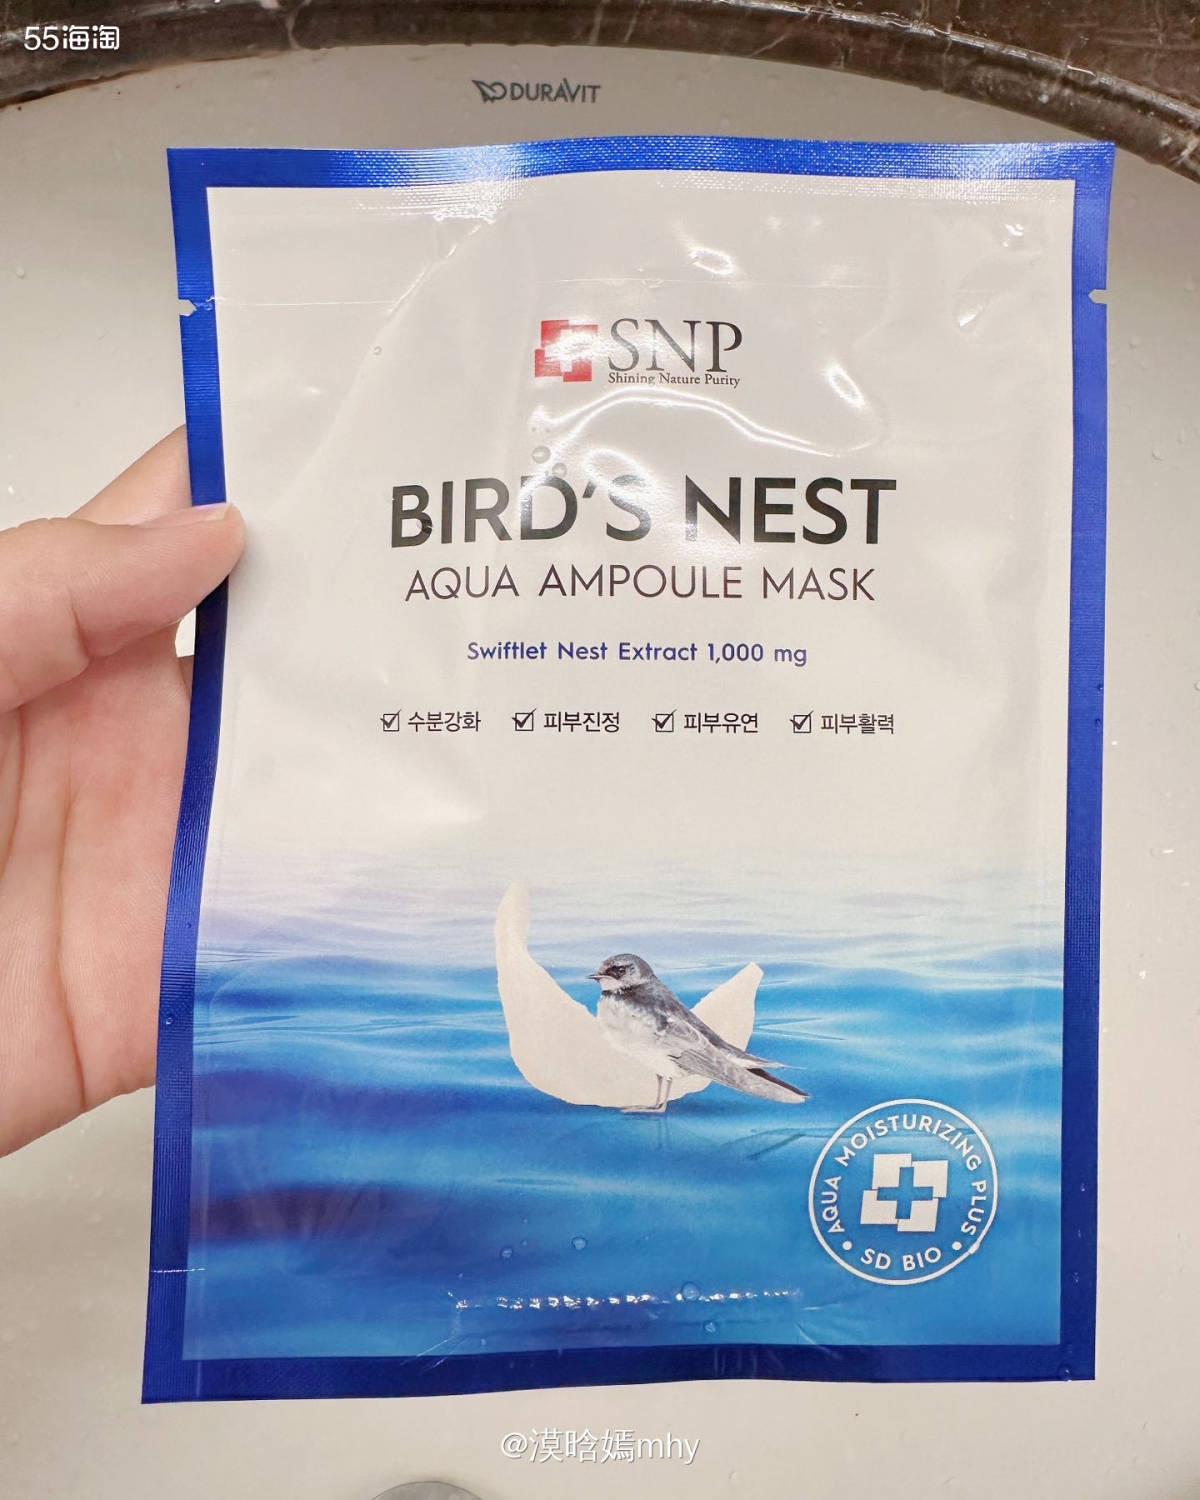 55海淘
DURAVIT
SNP
Shining Nature Purity
BIRD'S NEST
AQUA AMPOULE MASK
Swiftlet Nest Extract 1,000 mg
수분강화 피부진정 피부유연 피부활력
AQUA MOISTURIZING PLUS
SD BIO
@漠晗嫣mhy